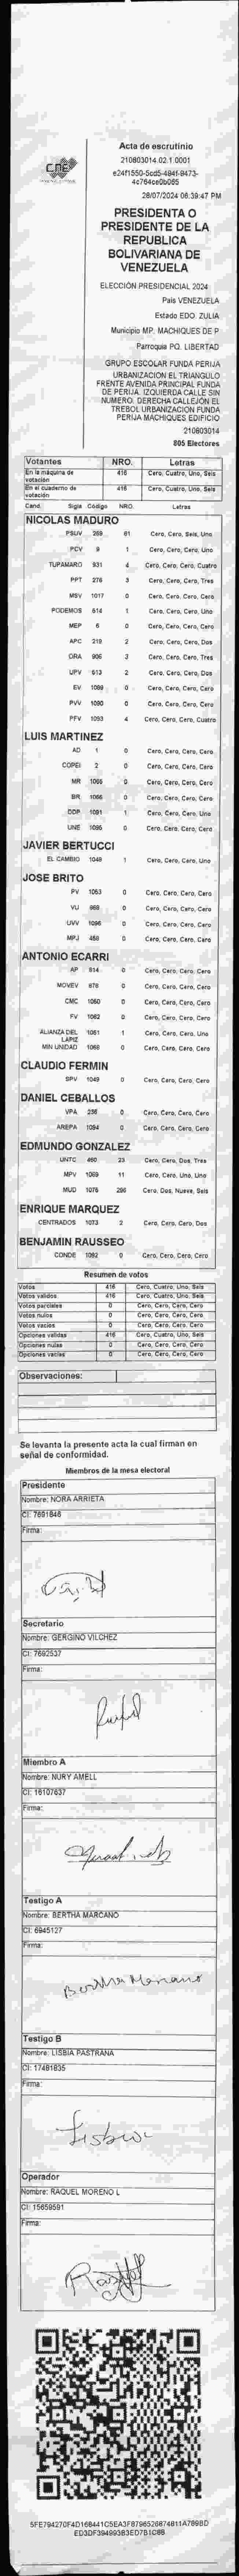 cne
Acta de escrutinio
210803014.02.1.0001
28/07/2024 06:39:47 PM
PRESIDENTA O
PRESIDENTE DE LA
REPUBLICA
BOLIVARIANA DE
VENEZUELA
ELECCIÓN PRESIDENCIAL 2024
País VENEZUELA
Estado EDO. ZULIA
Municipio MP. MACHIQUES DE P
Parroquia PQ. LIBERTAD
GRUPO ESCOLAR FUNDA PERIJA
URBANIZACIÓN EL TRIANGULO
FRENTE AVENIDA PRINCIPAL FUNDA
DE PERIJA. IZQUIERDA CALLE SIN
NUMERO. DERECHA CALLEJÓN EL
TREBOL URBANIZACIÓN FUNDA
PERIJA MACHIQUES EDIFICIO
210803014
805 Electores
Votantes NRO. Letras
En la máquina de votación 416 Cero, Cuatro, Uno, Seis
En el cuaderno de votación 416 Cero, Cuatro, Uno, Seis
Cand. Sigla Código NRO. Letras
NICOLAS MADURO
PSUV 269 61 Cero, Cero, Seis, Uno
PCV 9 1 Cero, Cero, Cero, Uno
TUPAMARO 931 4 Cero, Cero, Cero, Cuatro
PPT 276 3 Cero, Cero, Cero, Tres
MSV 1017 0 Cero, Cero, Cero, Cero
PODEMOS 614 1 Cero, Cero, Cero, Uno
MEP 6 0 Cero, Cero, Cero, Cero
APC 219 2 Cero, Cero, Cero, Dos
ORA 906 3 Cero, Cero, Cero, Tres
UPV 613 2 Cero, Cero, Cero, Dos
EV 1089 0 Cero, Cero, Cero, Cero
PVV 1090 0 Cero, Cero, Cero, Cero
PFV 1093 4 Cero, Cero, Cero, Cuatro
LUIS MARTINEZ
AD 1 0 Cero, Cero, Cero, Cero
COPEI 2 0 Cero, Cero, Cero, Cero
MR 1065 0 Cero, Cero, Cero, Cero
BR 1066 0 Cero, Cero, Cero, Cero
DDP 1091 1 Cero, Cero, Cero, Uno
UNE 1095 0 Cero, Cero, Cero, Cero
JAVIER BERTUCCI
EL CAMBIO 1049 1 Cero, Cero, Cero, Uno
JOSE BRITO
PV 1053 0 Cero, Cero, Cero, Cero
VU 968 0 Cero, Cero, Cero, Cero
UVV 1096 0 Cero, Cero, Cero, Cero
MPJ 458 0 Cero, Cero, Cero, Cero
ANTONIO ECARRI
AP 914 0 Cero, Cero, Cero, Cero
MOVEV 878 0 Cero, Cero, Cero, Cero
CMC 1050 0 Cero, Cero, Cero, Cero
FV 1062 0 Cero, Cero, Cero, Cero
ALIANZA DEL LAPIZ 1061 1 Cero, Cero, Cero, Uno
MIN UNIDAD 1068 0 Cero, Cero, Cero, Cero
CLAUDIO FERMIN
SPV 1049 0 Cero, Cero, Cero, Cero
DANIEL CEBALLOS
VPA 236 0 Cero, Cero, Cero, Cero
AREPA 1094 0 Cero, Cero, Cero, Cero
EDMUNDO GONZALEZ
UNTC 460 23 Cero, Cero, Dos, Tres
MPV 1069 11 Cero, Cero, Uno, Uno
MUD 1078 296 Cero, Dos, Nueve, Seis
ENRIQUE MARQUEZ
CENTRADOS 1073 2 Cero, Cero, Cero, Dos
BENJAMIN RAUSSEO
CONDE 1092 0 Cero, Cero, Cero, Cero
Resumen de votos
Votos 416 Cero, Cuatro, Uno, Seis
Votos validos 416 Cero, Cuatro, Uno, Seis
Votos parciales 0 Cero, Cero, Cero, Cero
Votos nulos 0 Cero, Cero, Cero, Cero
Votos vacios 0 Cero, Cero, Cero, Cero
Opciones validas 416 Cero, Cuatro, Uno, Seis
Opciones nulas 0 Cero, Cero, Cero, Cero
Opciones vacias 0 Cero, Cero, Cero, Cero
Observaciones:
Se levanta la presente acta la cual firman en
señal de conformidad.
Miembros de la mesa electoral
Presidente
Nombre: NORA ARRIETA
CI: 7691846
Firma:
Secretario
Nombre: GERGINO VILCHEZ
CI: 7692537
Firma:
Miembro A
Nombre: NURY AMELL
CI: 16107637
Firma:
Testigo A
Nombre: BERTHA MARCANO
CI: 6945127
Firma:
Bertha Marcano
Testigo B
Nombre: LISBIA PASTRANA
CI: 17461835
Firma:
Lisbia
Operador
Nombre: RAQUEL MORENO L
CI: 15659591
Firma: